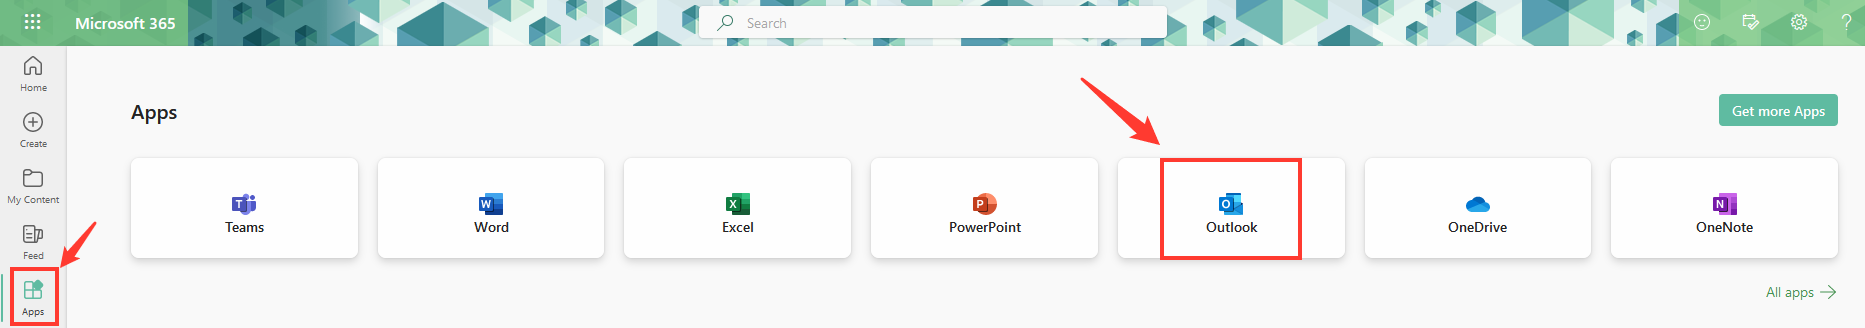 Microsoft 365
Search
Home
Create
My Content
Feed
Apps
Apps
Get more Apps
Teams
Word
Excel
PowerPoint
Outlook
OneDrive
OneNote
All apps